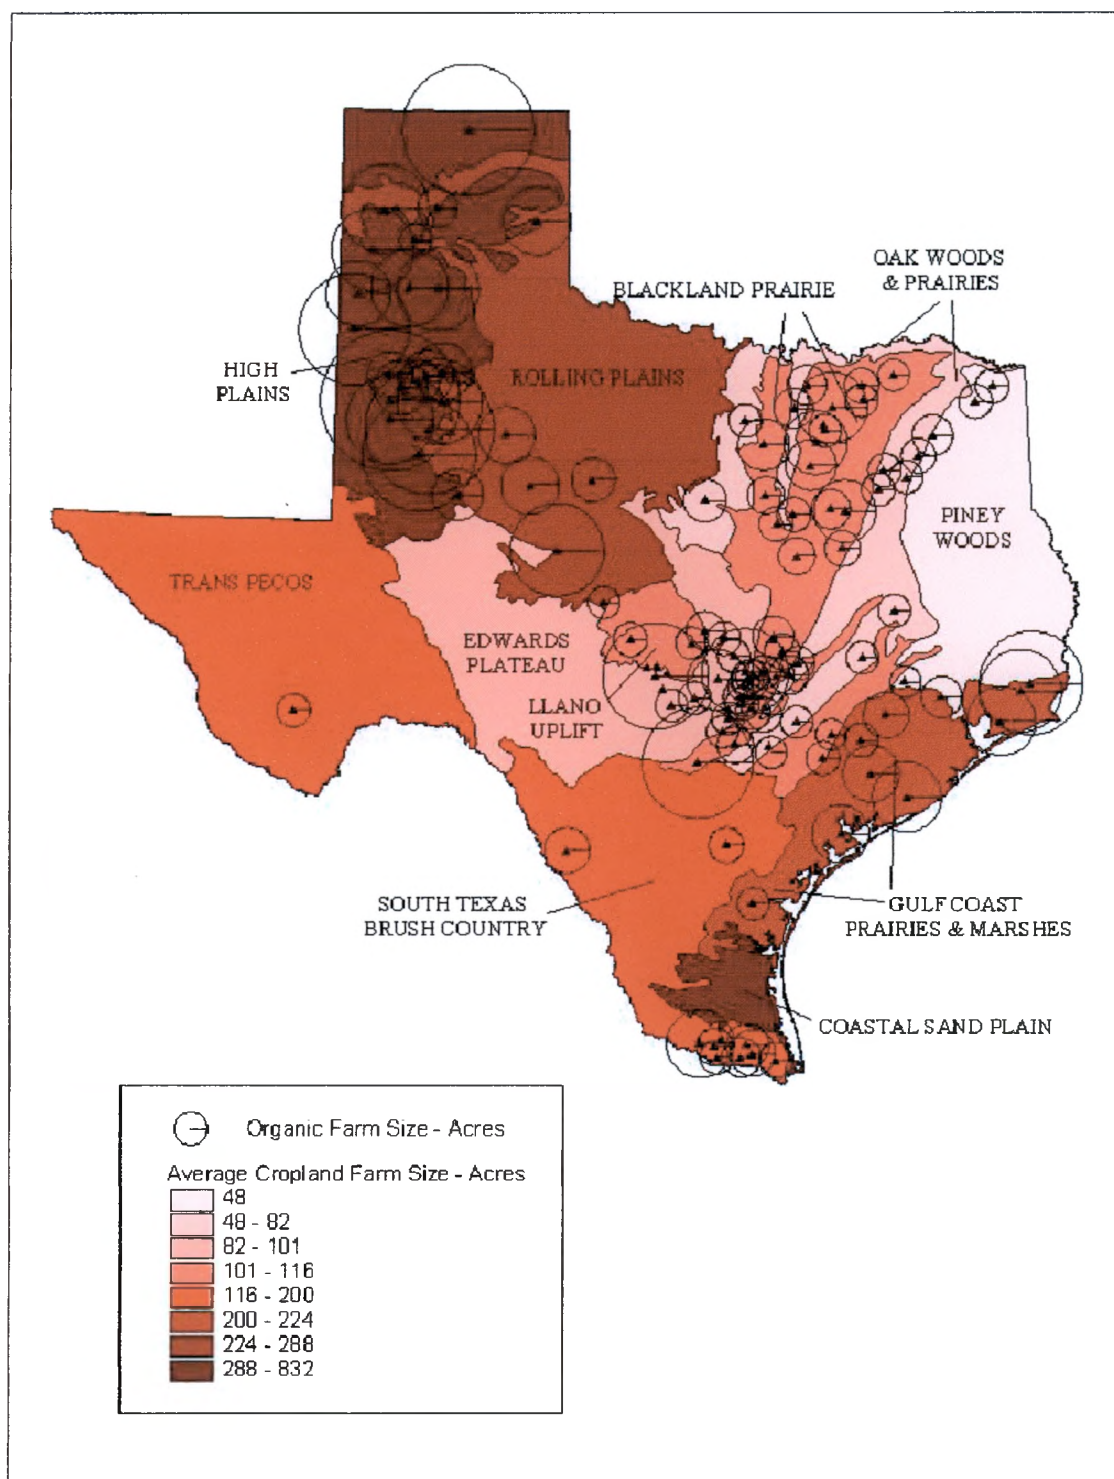 OAK WOODS
& PRAIRIES
BLACKLAND PRAIRIE
HIGH
PLAINS
ROLLING PLAINS
PINEY
WOODS
TRANS PECOS
EDWARDS
PLATEAU
LLANO
UPLIFT
SOUTH TEXAS
BRUSH COUNTRY
GULF COAST
PRAIRIES & MARSHES
COASTAL SAND PLAIN
Organic Farm Size - Acres
Average Cropland Farm Size - Acres
48
48 - 82
82 - 101
101 - 116
116 - 200
200 - 224
224 - 288
288 - 832